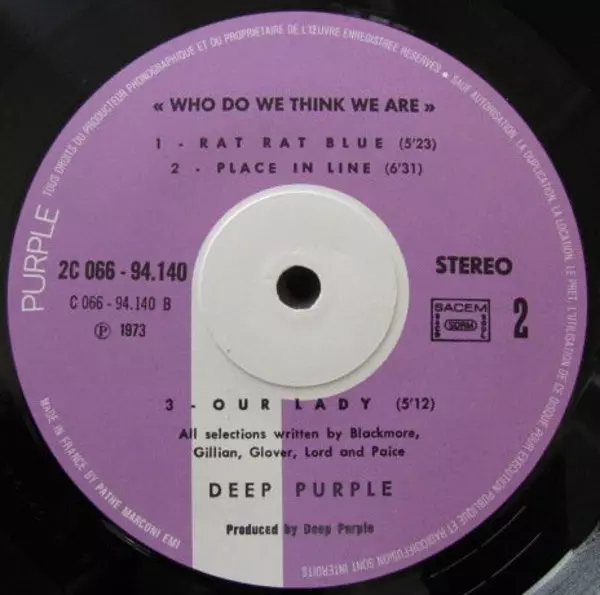 TOUS DROITS DU PRODUCTEUR PHONOGRAPHIQUE ET DU PROPRIETAIRE DE L'ŒUVRE ENREGISTREE RESERVES • SAUF AUTORISATION, LA DUPLICATION, LA LOCATION, LE PRET, L'UTILISATION DE CE DISQUE POUR EXECUTION PUBLIQUE ET RADIODIFFUSION SONT INTERDITS
PURPLE
« WHO DO WE THINK WE ARE »
1 - RAT RAT BLUE (5'23)
2 - PLACE IN LINE (6'31)
2C 066 - 94.140
STEREO
C 066 - 94.140 B
SACEM
SDRM
2
℗ 1973
3 - OUR LADY (5'12)
All selections written by Blackmore,
Gillian, Glover, Lord and Paice
DEEP PURPLE
Produced by Deep Purple
MADE IN FRANCE BY PATHE MARCONI EMI